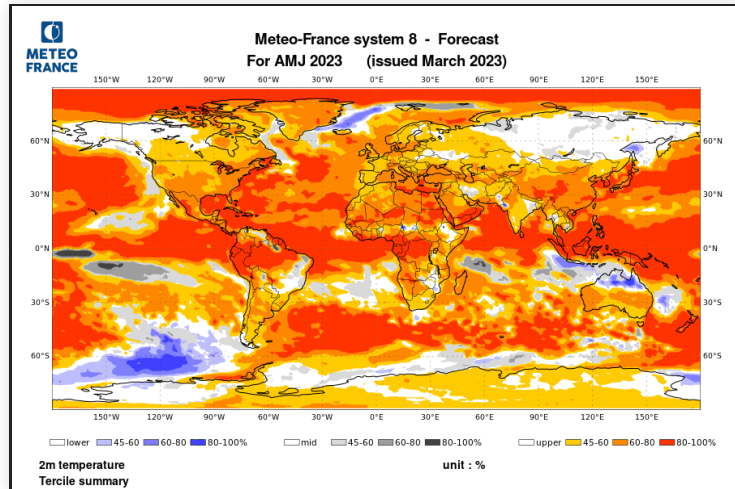 METEO
FRANCE
Meteo-France system 8 - Forecast
For AMJ 2023 (issued March 2023)
150°W 120°W 90°W 60°W 30°W 0°E 30°E 60°E 90°E 120°E 150°E
60°N 60°N
30°N 30°N
0°N 0°N
30°S 30°S
60°S 60°S
150°W 120°W 90°W 60°W 30°W 0°E 30°E 60°E 90°E 120°E 150°E
lower 45-60 60-80 80-100% mid 45-60 60-80 80-100% upper 45-60 60-80 80-100%
2m temperature unit : %
Tercile summary